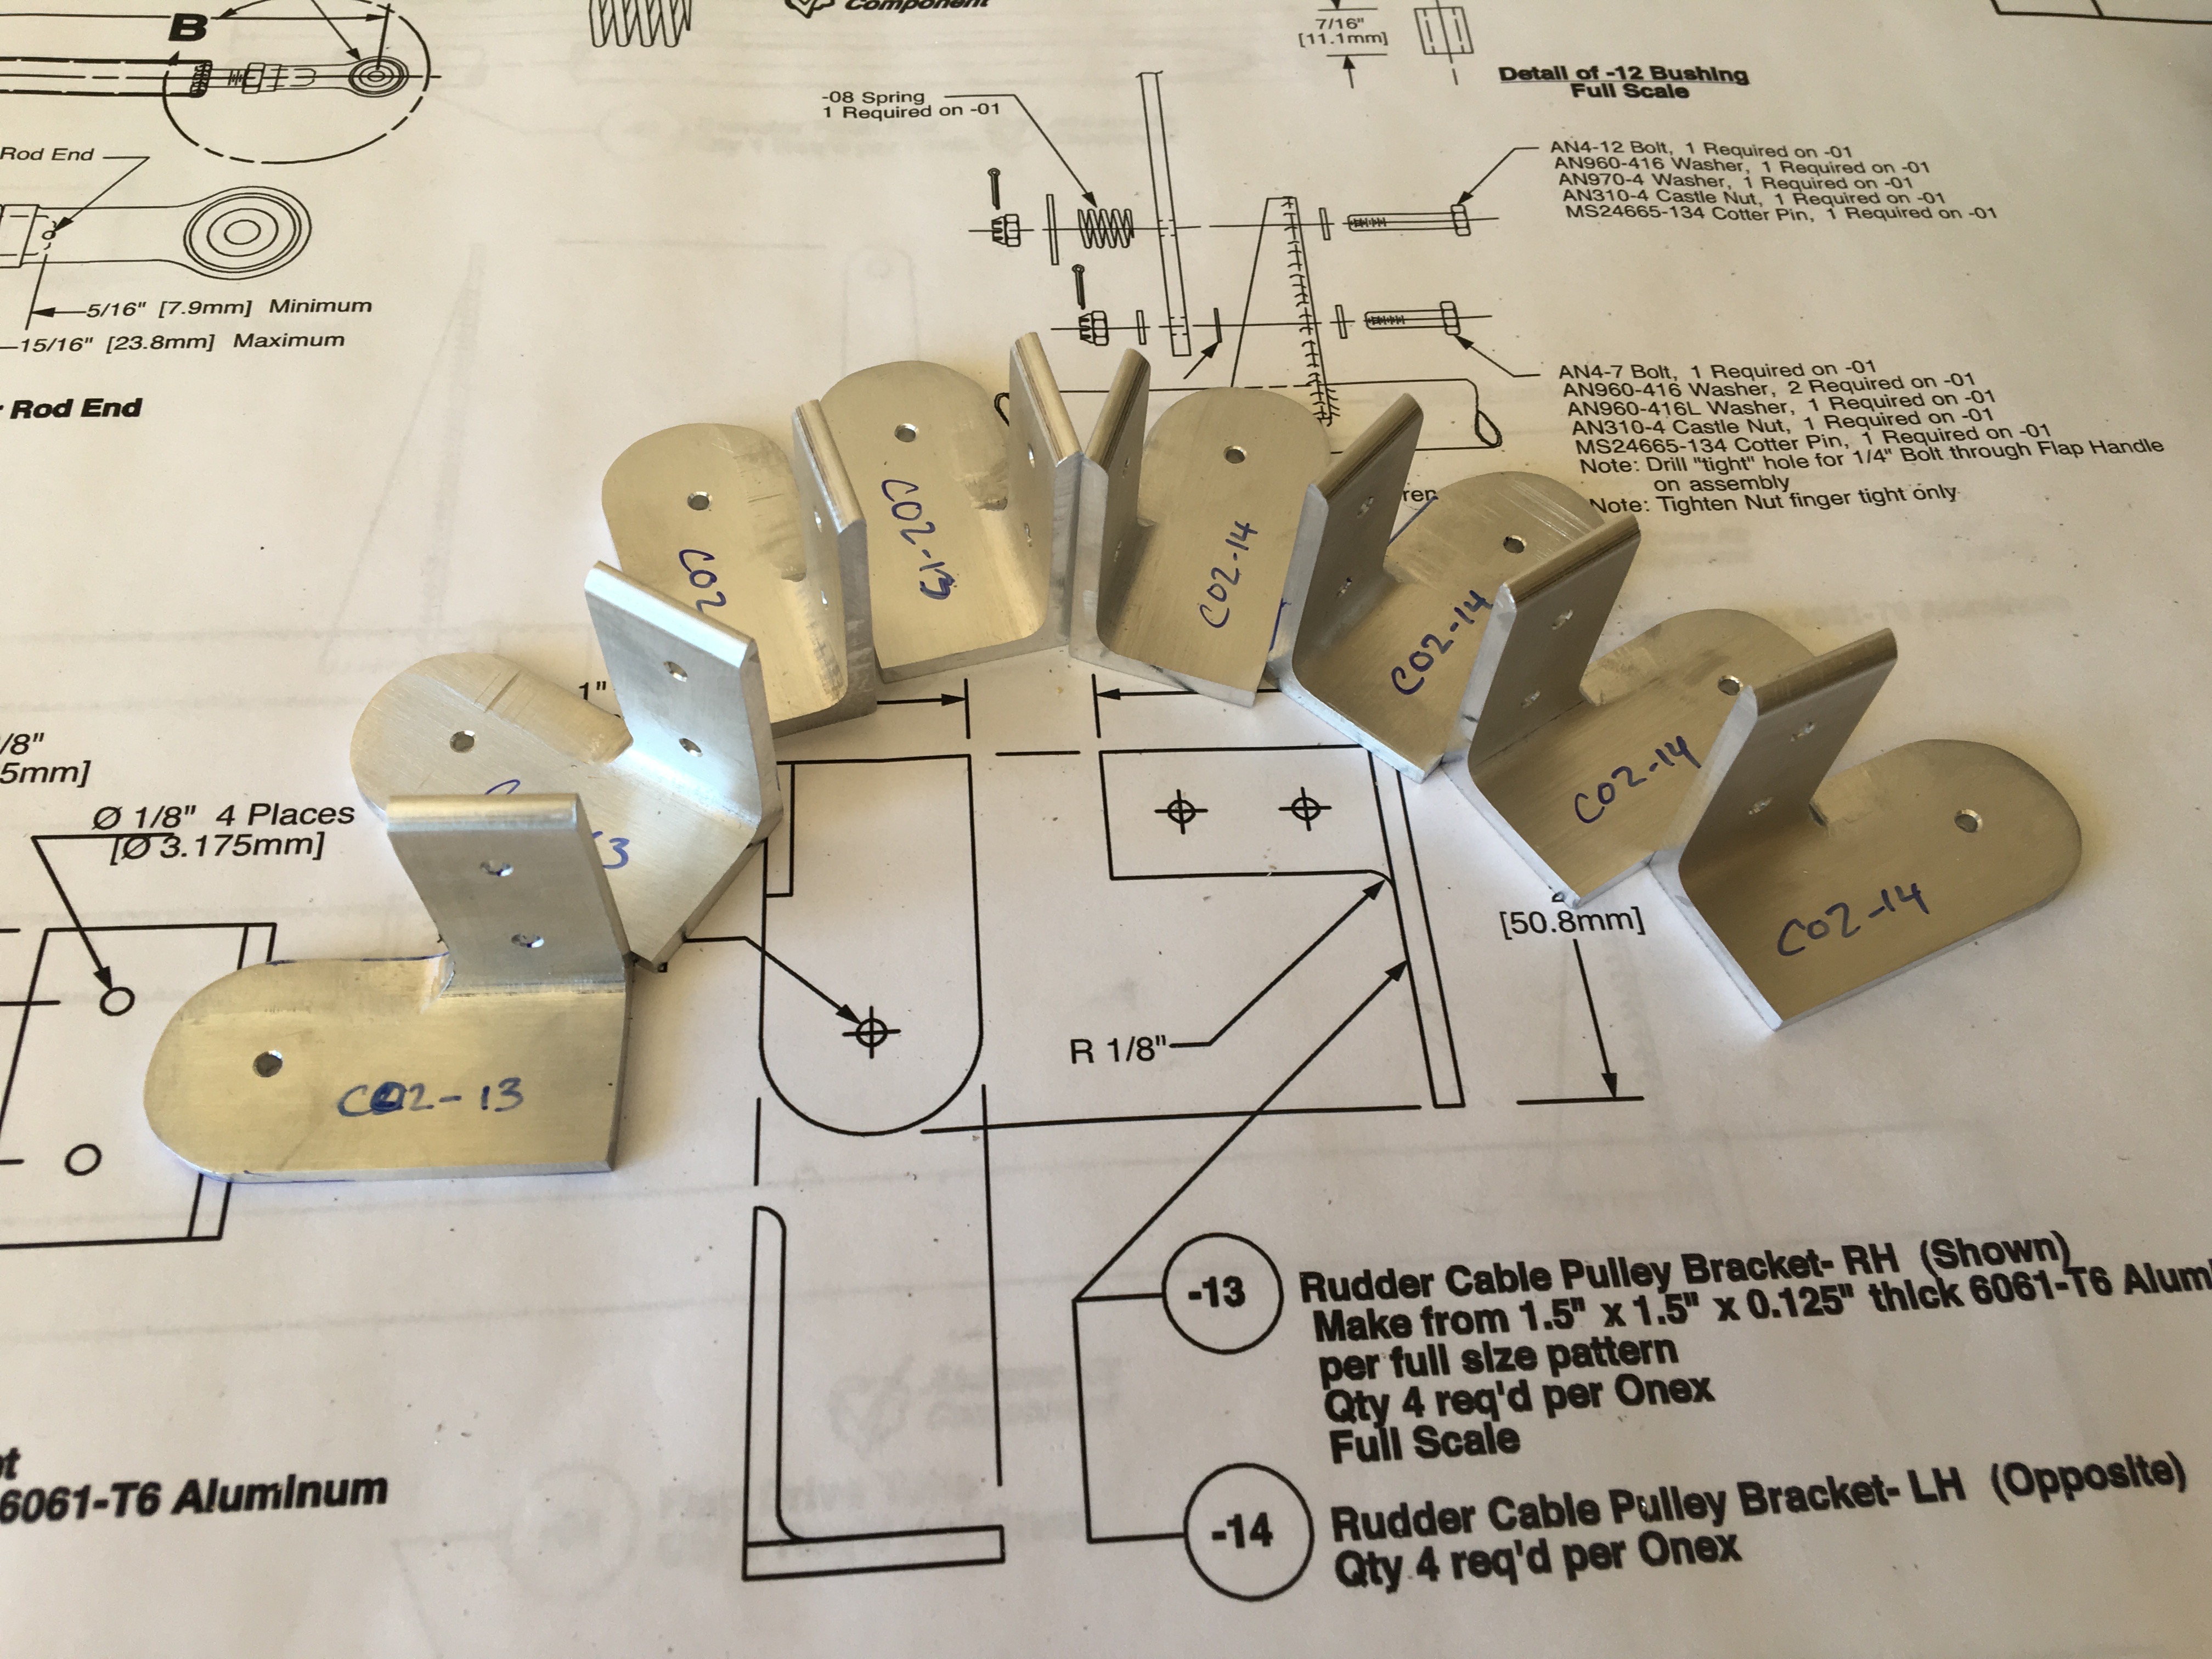 B
Component
7/16"
[11.1mm]
Detail of -12 Bushing
Full Scale
-08 Spring
1 Required on -01
AN4-12 Bolt, 1 Required on -01
AN960-416 Washer, 1 Required on -01
AN970-4 Washer, 1 Required on -01
AN310-4 Castle Nut, 1 Required on -01
MS24665-134 Cotter Pin, 1 Required on -01
Rod End
5/16" [7.9mm] Minimum
15/16" [23.8mm] Maximum
Rod End
AN4-7 Bolt, 1 Required on -01
AN960-416 Washer, 2 Required on -01
AN960-416L Washer, 1 Required on -01
AN310-4 Castle Nut, 1 Required on -01
MS24665-134 Cotter Pin, 1 Required on -01
Note: Drill "tight" hole for 1/4" Bolt through Flap Handle
on assembly
Note: Tighten Nut finger tight only
C02
C02-13
C02-14
C02-14
C02-14
C02-14
C02-13
1"
/8"
5mm]
Ø 1/8" 4 Places
[Ø 3.175mm]
[50.8mm]
R 1/8"
-13
Rudder Cable Pulley Bracket- RH (Shown)
Make from 1.5" x 1.5" x 0.125" thick 6061-T6 Alumi
per full size pattern
Qty 4 req'd per Onex
Full Scale
-14
Rudder Cable Pulley Bracket- LH (Opposite)
Qty 4 req'd per Onex
6061-T6 Aluminum